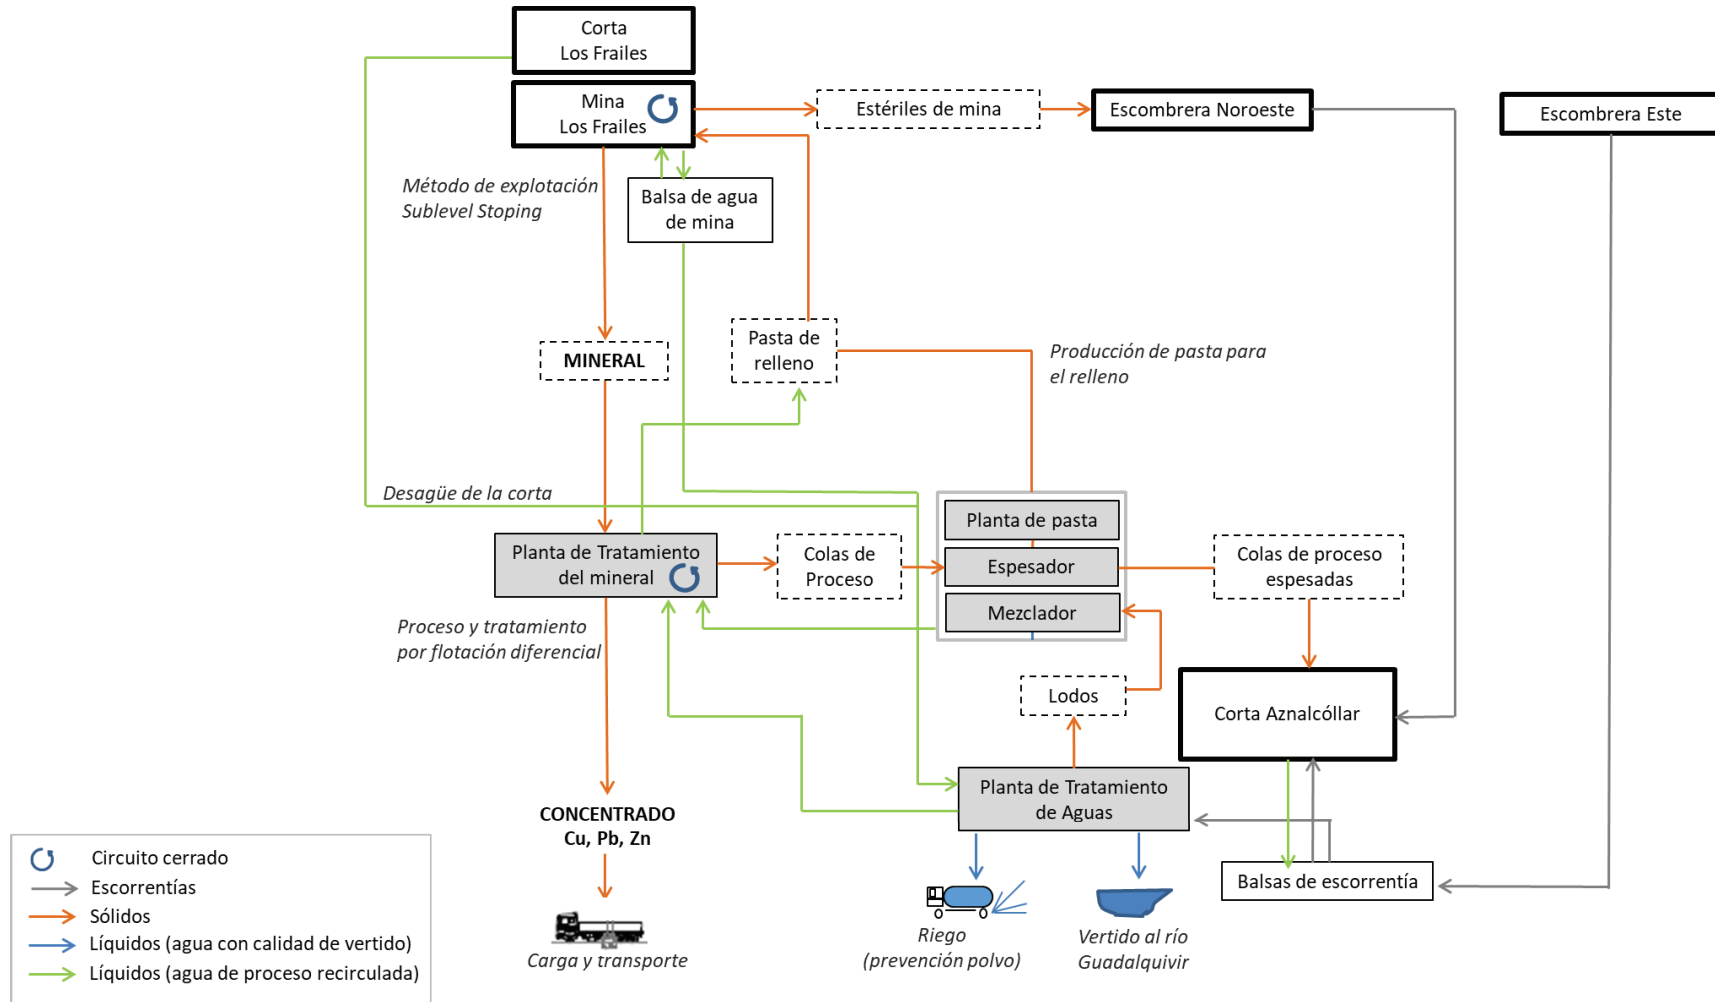 Corta
Los Frailes
Mina
Los Frailes
Estériles de mina
Escombrera Noroeste
Escombrera Este
Método de explotación
Sublevel Stoping
Balsa de agua
de mina
Pasta de
relleno
Producción de pasta para
el relleno
MINERAL
Desagüe de la corta
Planta de Tratamiento
del mineral
Colas de
Proceso
Planta de pasta
Espesador
Mezclador
Colas de proceso
espesadas
Proceso y tratamiento
por flotación diferencial
Lodos
Corta Aznalcóllar
Planta de Tratamiento
de Aguas
CONCENTRADO
Cu, Pb, Zn
Balsas de escorrentía
Carga y transporte
Riego
(prevención polvo)
Vertido al río
Guadalquivir
Circuito cerrado
Escorrentías
Sólidos
Líquidos (agua con calidad de vertido)
Líquidos (agua de proceso recirculada)